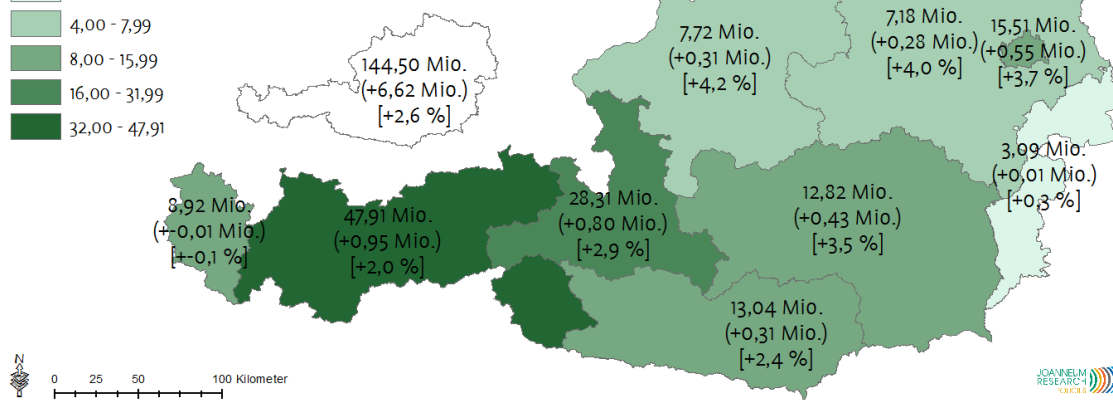 4,00 - 7,99
8,00 - 15,99
16,00 - 31,99
32,00 - 47,91
144,50 Mio.
(+6,62 Mio.)
[+2,6 %]
7,72 Mio.
(+0,31 Mio.)
[+4,2 %]
7,18 Mio.
(+0,28 Mio.)
[+4,0 %]
15,51 Mio.
(+0,55 Mio.)
[+3,7 %]
3,09 Mio.
(+0,01 Mio.)
[+0,3 %]
8,92 Mio.
(+-0,01 Mio.)
[+-0,1 %]
47,91 Mio.
(+0,95 Mio.)
[+2,0 %]
28,31 Mio.
(+0,80 Mio.)
[+2,9 %]
12,82 Mio.
(+0,43 Mio.)
[+3,5 %]
13,04 Mio.
(+0,31 Mio.)
[+2,4 %]
N
0 25 50 100 Kilometer
JOANNEUM
RESEARCH
POLICIES